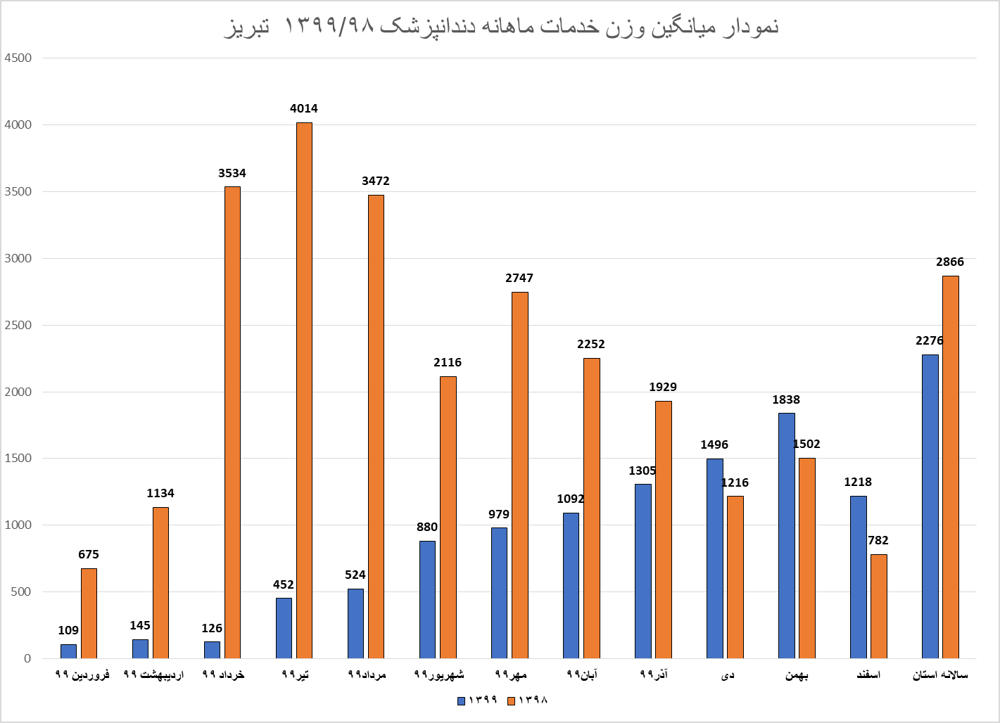 نمودار میانگین وزن خدمات ماهانه دندانپزشک ۱۳۹۹/۹۸ تبریز
4500
4000
3500
3000
2500
2000
1500
1000
500
0
109 675
145 1134
126 3534
452 4014
524 3472
880 2116
979 2747
1092 2252
1305 1929
1496 1216
1838 1502
1218 782
2276 2866
فروردین ۹۹
اردیبهشت ۹۹
خرداد ۹۹
تیر۹۹
مرداد۹۹
شهریور۹۹
مهر۹۹
آبان۹۹
آذر۹۹
دی
بهمن
اسفند
سالانه استان
۱۳۹۹ ۱۳۹۸